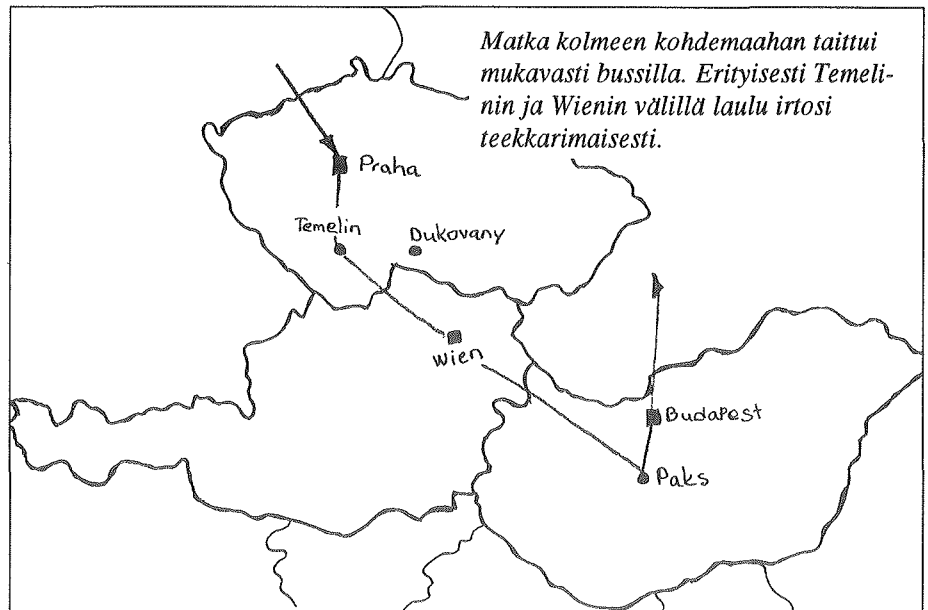 Matka kolmeen kohdemaahan taittui
mukavasti bussilla. Erityisesti Temeli-
nin ja Wienin välillä laulu irtosi
teekkarimaisesti.
Praha
Temelin
Dukovany
Wien
Budapest
Paks